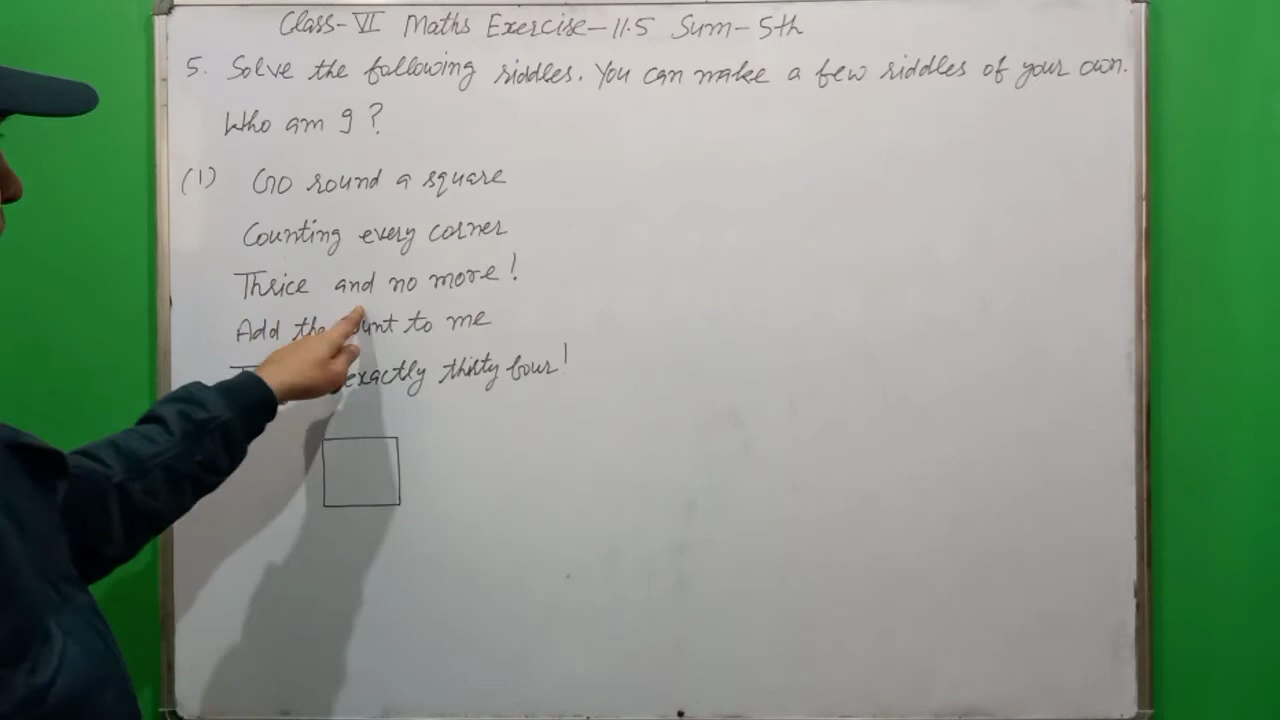 Class-VI Maths Exercise-11.5 Sum-5th
5. Solve the following riddles. You can make a few riddles of your own.
Who am I ?
(1) Go round a square
Counting every corner
Thrice and no more!
Add the to me
exactly thirty four!